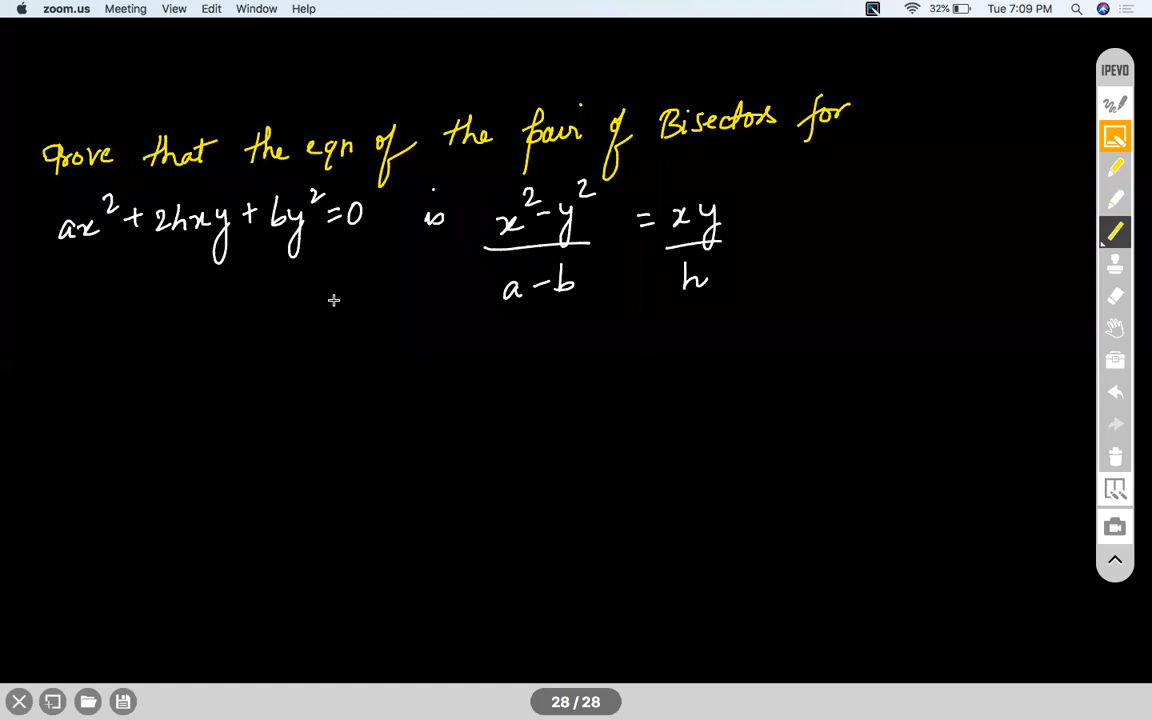 zoom.us Meeting View Edit Window Help 32% Tue 7:09 PM
IPEVO
Prove that the eqn of the pair of Bisectors for
ax² + 2hxy + by² = 0 is x² - y² / a - b = xy / h
28 / 28